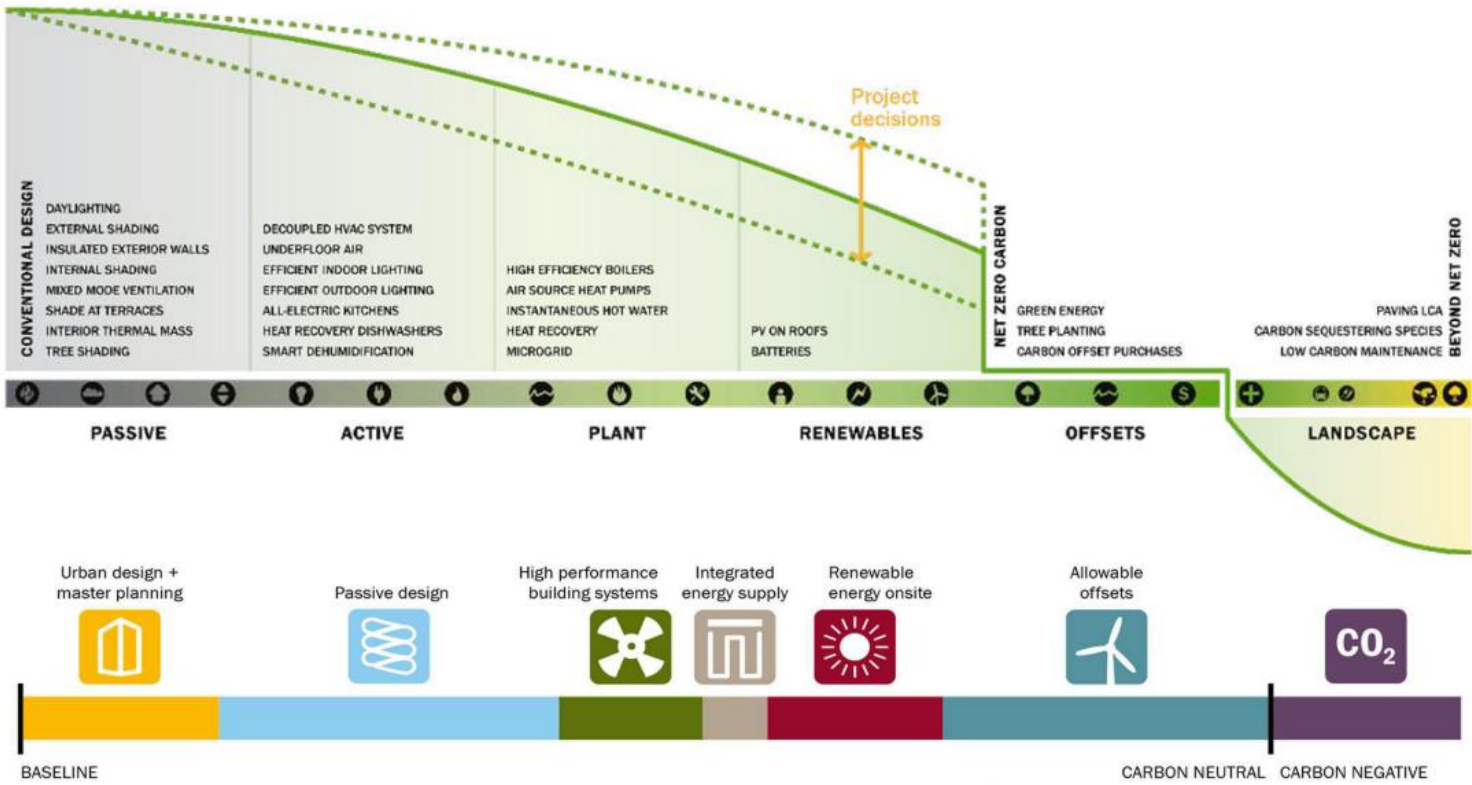 Project
decisions
CONVENTIONAL DESIGN
DAYLIGHTING
EXTERNAL SHADING
INSULATED EXTERIOR WALLS
INTERNAL SHADING
MIXED MODE VENTILATION
SHADE AT TERRACES
INTERIOR THERMAL MASS
TREE SHADING
DECOUPLED HVAC SYSTEM
UNDERFLOOR AIR
EFFICIENT INDOOR LIGHTING
EFFICIENT OUTDOOR LIGHTING
ALL-ELECTRIC KITCHENS
HEAT RECOVERY DISHWASHERS
SMART DEHUMIDIFICATION
HIGH EFFICIENCY BOILERS
AIR SOURCE HEAT PUMPS
INSTANTANEOUS HOT WATER
HEAT RECOVERY
MICROGRID
PV ON ROOFS
BATTERIES
NET ZERO CARBON
GREEN ENERGY
TREE PLANTING
CARBON OFFSET PURCHASES
PAVING LCA
CARBON SEQUESTERING SPECIES
LOW CARBON MAINTENANCE
BEYOND NET ZERO
$
PASSIVE
ACTIVE
PLANT
RENEWABLES
OFFSETS
LANDSCAPE
Urban design +
master planning
Passive design
High performance
building systems
Integrated
energy supply
Renewable
energy onsite
Allowable
offsets
CO₂
BASELINE
CARBON NEUTRAL
CARBON NEGATIVE